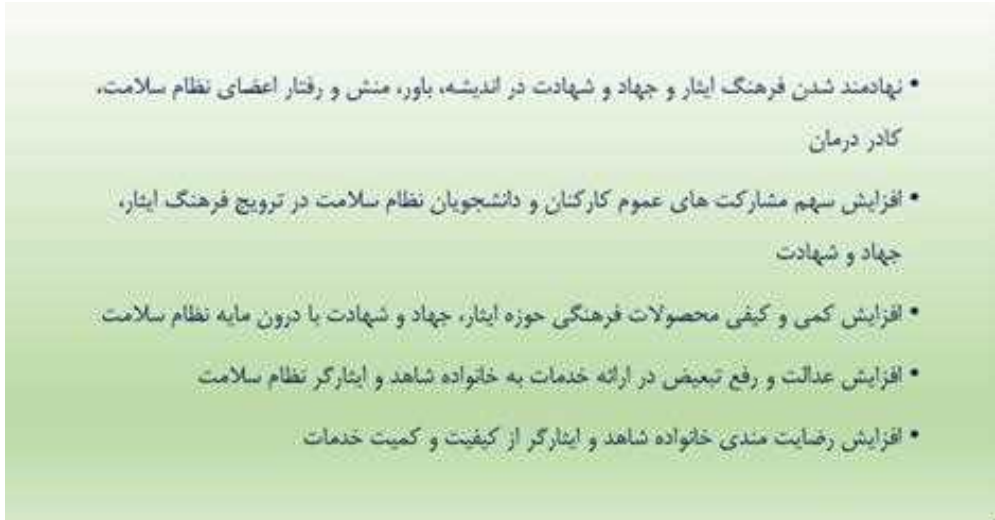 • نهادمند شدن فرهنگ ایثار و جهاد و شهادت در اندیشه، باور، منش و رفتار اعضای نظام سلامت،
کادر درمان
• افزایش سهم مشارکت های عموم کارکنان و دانشجویان نظام سلامت در ترویج فرهنگ ایثار،
جهاد و شهادت
• افزایش کمی و کیفی محصولات فرهنگی حوزه ایثار، جهاد و شهادت با درون مایه نظام سلامت
• افزایش عدالت و رفع تبعیض در ارائه خدمات به خانواده شاهد و ایثارگر نظام سلامت
• افزایش رضایت مندی خانواده شاهد و ایثارگر از کیفیت و کمیت خدمات